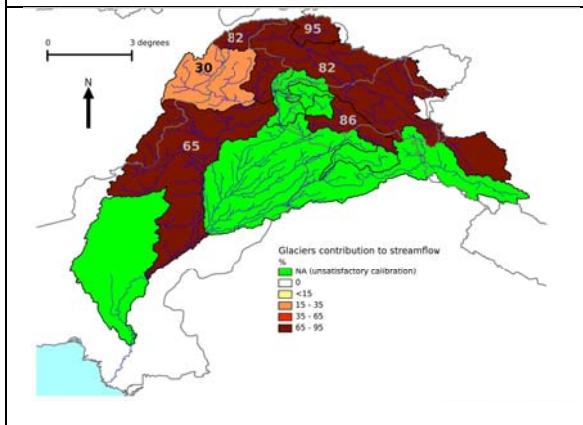 95
82
0
3 degrees
82
30
N
86
65
Glaciers contribution to streamflow
%
NA (unsatisfactory calibration)
0
<15
15 - 35
35 - 65
65 - 95